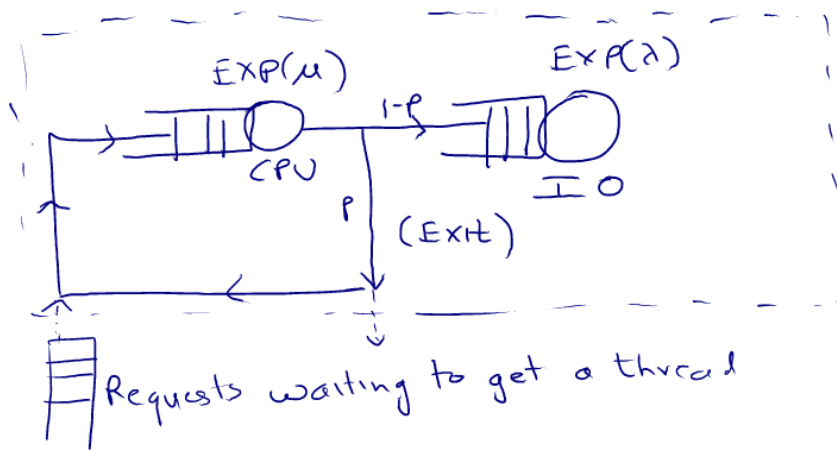 EXP(μ)
EXP(λ)
1-p
CPU
IO
p
(Exit)
Requests waiting to get a thread